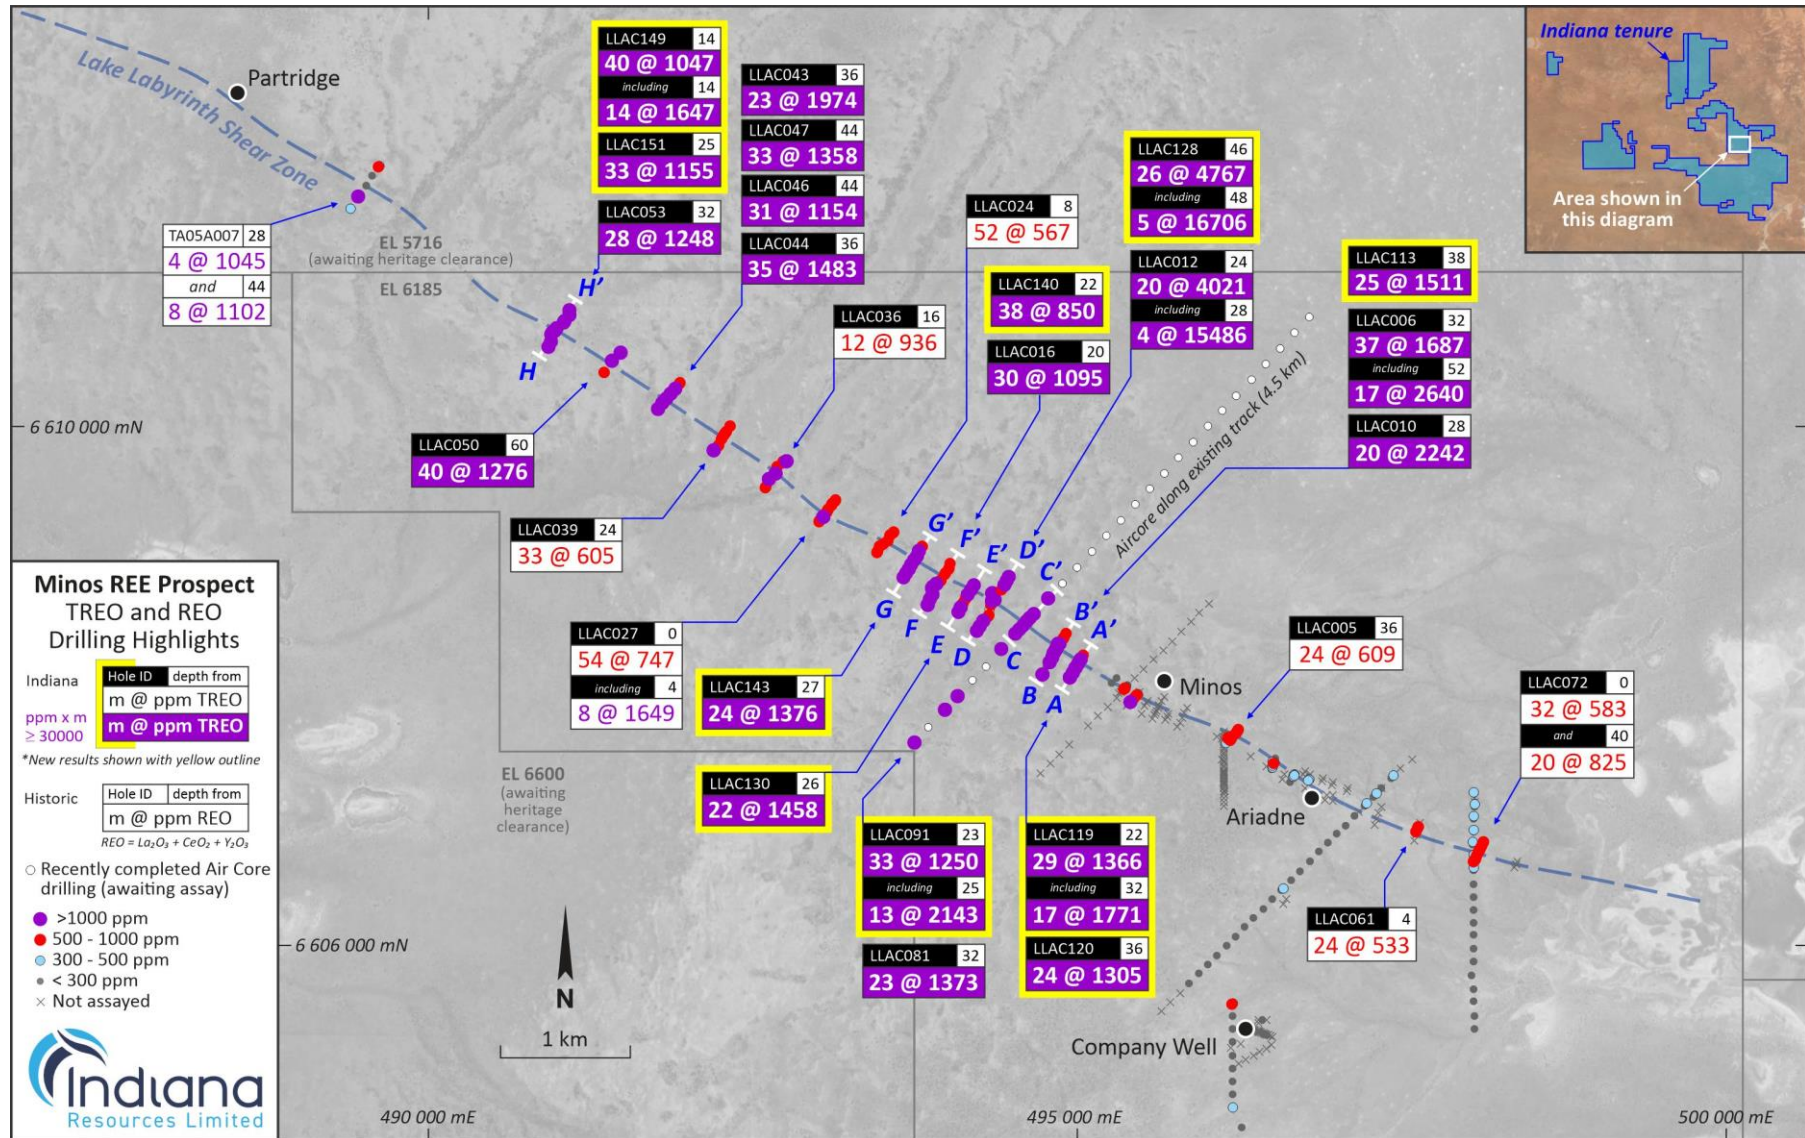 Lake Labyrinth Shear Zone
Partridge
TA05A007 28
4 @ 1045
and 44
8 @ 1102
EL 5716
(awaiting heritage clearance)
EL 6185
LLAC149 14
40 @ 1047
including 14
14 @ 1647
LLAC151 25
33 @ 1155
LLAC053 32
28 @ 1248
LLAC043 36
23 @ 1974
LLAC047 44
33 @ 1358
LLAC046 44
31 @ 1154
LLAC044 36
35 @ 1483
LLAC036 16
12 @ 936
LLAC024 8
52 @ 567
LLAC140 22
38 @ 850
LLAC016 20
30 @ 1095
LLAC128 46
26 @ 4767
including 48
5 @ 16706
LLAC012 24
20 @ 4021
including 28
4 @ 15486
LLAC113 38
25 @ 1511
LLAC006 32
37 @ 1687
including 52
17 @ 2640
LLAC010 28
20 @ 2242
Indiana tenure
Area shown in
this diagram
Aircore along existing track (4.5 km)
H'
H
6 610 000 mN
LLAC050 60
40 @ 1276
LLAC039 24
33 @ 605
LLAC027 0
54 @ 747
including 4
8 @ 1649
G'
F'
E'
D'
C'
B'
A'
G
F
E
D
C
B
A
LLAC143 27
24 @ 1376
LLAC130 26
22 @ 1458
EL 6600
(awaiting
heritage
clearance)
LLAC091 23
33 @ 1250
including 25
13 @ 2143
LLAC081 32
23 @ 1373
LLAC119 22
29 @ 1366
including 32
17 @ 1771
LLAC120 36
24 @ 1305
Minos
LLAC005 36
24 @ 609
LLAC072 0
32 @ 583
and 40
20 @ 825
Ariadne
LLAC061 4
24 @ 533
Company Well
6 606 000 mN
N
1 km
490 000 mE
495 000 mE
500 000 mE
Minos REE Prospect
TREO and REO
Drilling Highlights
Indiana
Hole ID depth from
m @ ppm TREO
ppm x m
≥ 30000
m @ ppm TREO
*New results shown with yellow outline
Historic
Hole ID depth from
m @ ppm REO
REO = La₂O₃ + CeO₂ + Y₂O₃
Recently completed Air Core
drilling (awaiting assay)
>1000 ppm
500 - 1000 ppm
300 - 500 ppm
< 300 ppm
Not assayed
Indiana
Resources Limited